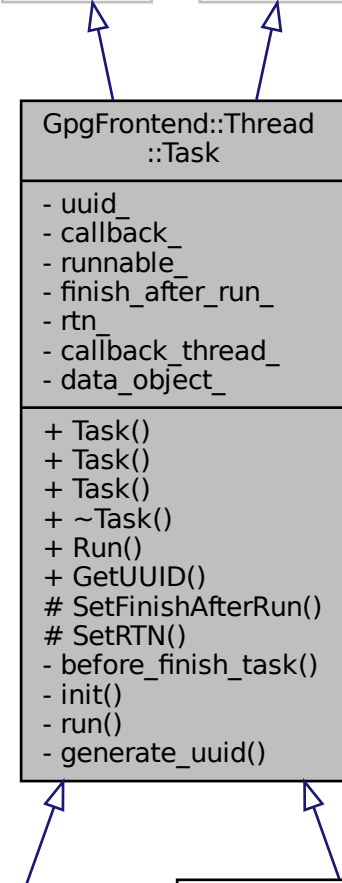 GpgFrontend::Thread
::Task
- uuid_
- callback_
- runnable_
- finish_after_run_
- rtn_
- callback_thread_
- data_object_
+ Task()
+ Task()
+ Task()
+ ~Task()
+ Run()
+ GetUUID()
# SetFinishAfterRun()
# SetRTN()
- before_finish_task()
- init()
- run()
- generate_uuid()